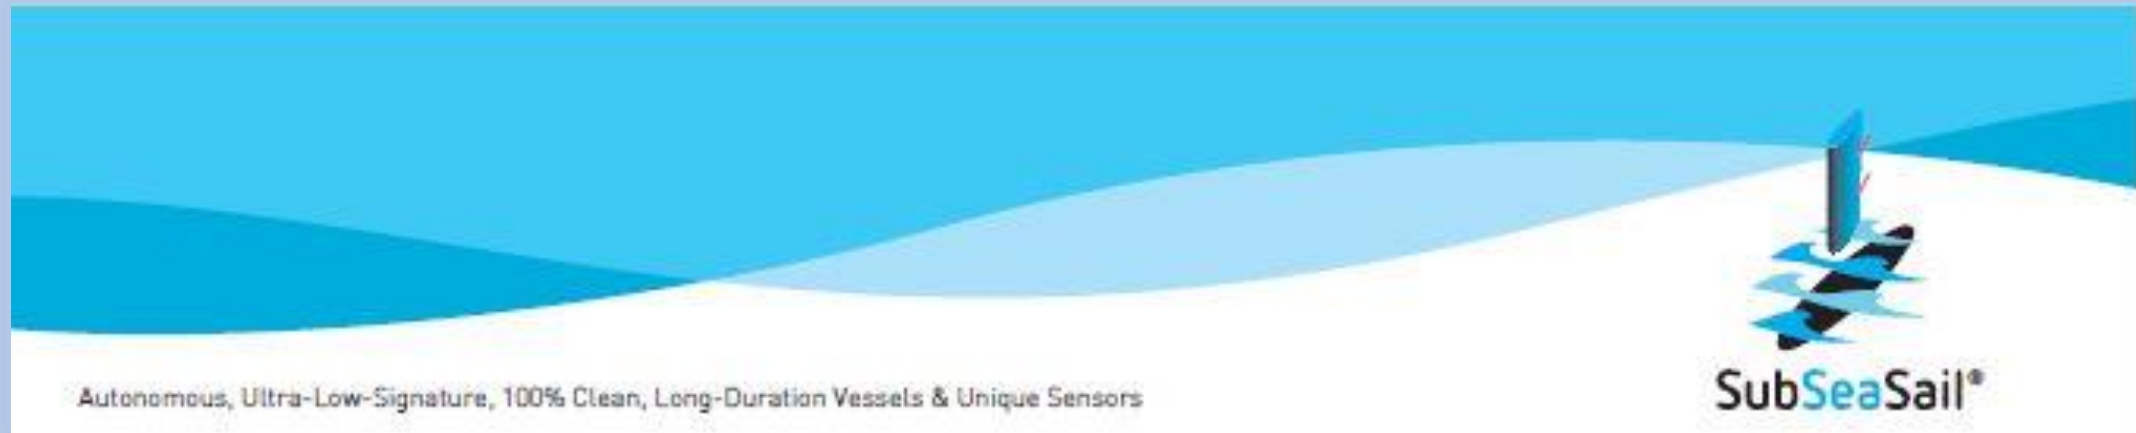 Autonomous, Ultra-Low-Signature, 100% Clean, Long-Duration Vessels & Unique Sensors
SubSeaSail®